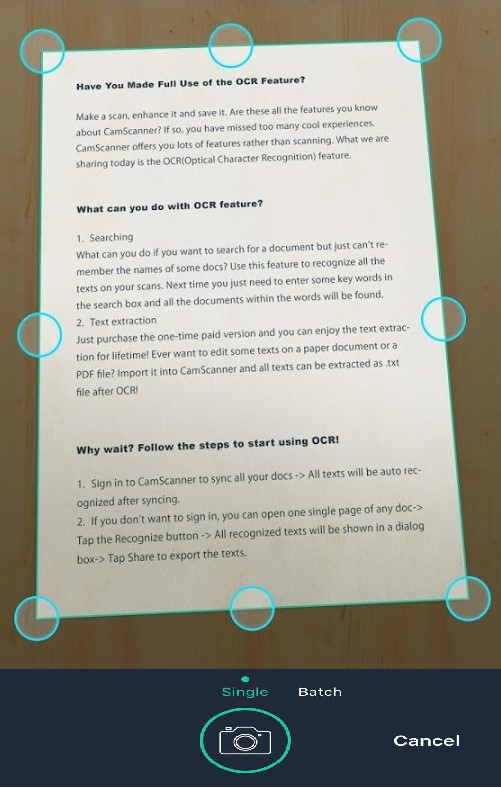 Have You Made Full Use of the OCR Feature?
Make a scan, enhance it and save it. Are these all the features you know
about CamScanner? If so, you have missed too many cool experiences.
CamScanner offers you lots of features rather than scanning. What we are
sharing today is the OCR(Optical Character Recognition) feature.
What can you do with OCR feature?
1. Searching
What can you do if you want to search for a document but just can't re-
member the names of some docs? Use this feature to recognize all the
texts on your scans. Next time you just need to enter some key words in
the search box and all the documents within the words will be found.
2. Text extraction
Just purchase the one-time paid version and you can enjoy the text extrac-
tion for lifetime! Ever want to edit some texts on a paper document or a
PDF file? Import it into CamScanner and all texts can be extracted as .txt
file after OCR!
Why wait? Follow the steps to start using OCR!
1. Sign in to CamScanner to sync all your docs -> All texts will be auto rec-
ognized after syncing.
2. If you don't want to sign in, you can open one single page of any doc->
Tap the Recognize button -> All recognized texts will be shown in a dialog
box-> Tap Share to export the texts.
Single Batch
Cancel